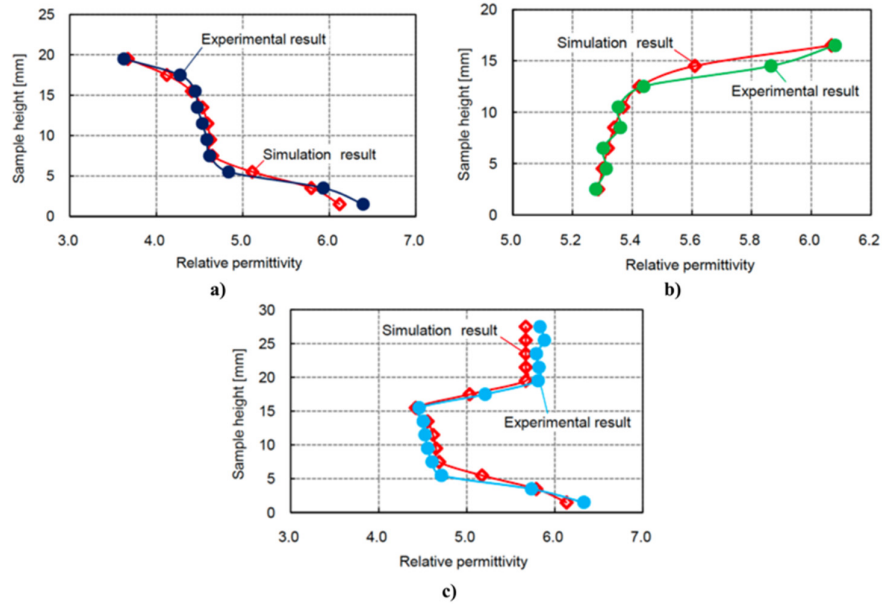 25
20
15
10
5
0
Sample height [mm]
Experimental result
Simulation result
3.0 4.0 5.0 6.0 7.0
Relative permittivity
a)
20
15
10
5
0
Sample height [mm]
Simulation result
Experimental result
5.0 5.2 5.4 5.6 5.8 6.0 6.2
Relative permittivity
b)
30
25
20
15
10
5
0
Sample height [mm]
Simulation result
Experimental result
3.0 4.0 5.0 6.0 7.0
Relative permittivity
c)